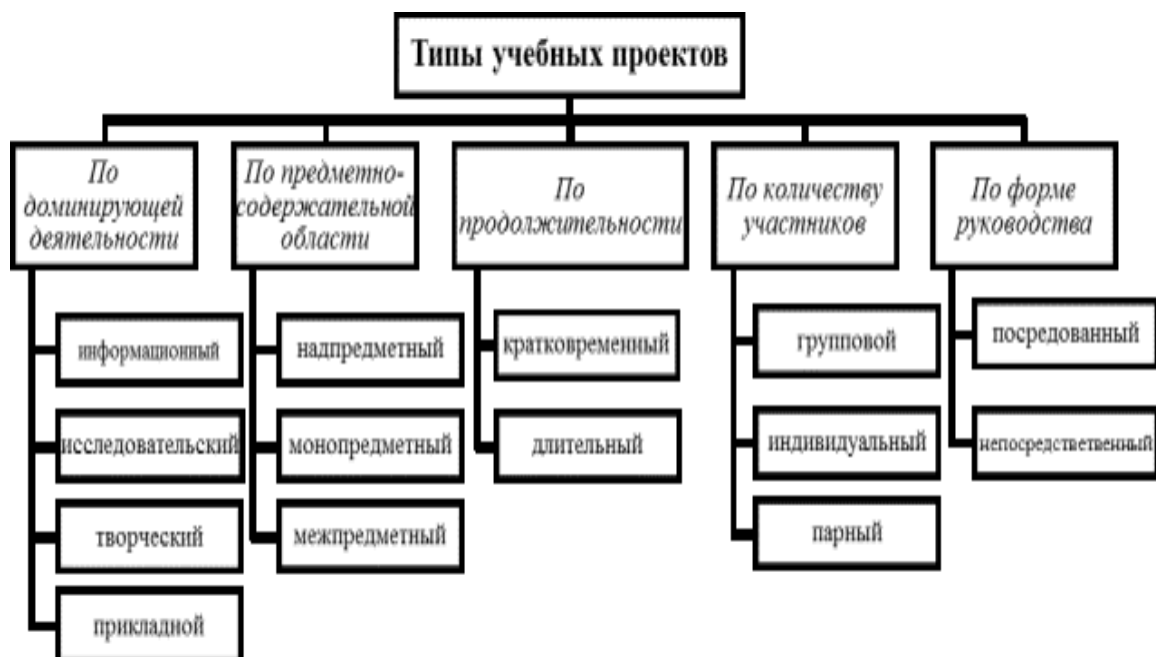 Типы учебных проектов
По
доминирующей
деятельности
По предметно-
содержательной
области
По
продолжительности
По количеству
участников
По форме
руководства
информационный
исследовательский
творческий
прикладной
надпредметный
монопредметный
межпредметный
кратковременный
длительный
групповой
индивидуальный
парный
посредованный
непосредственный